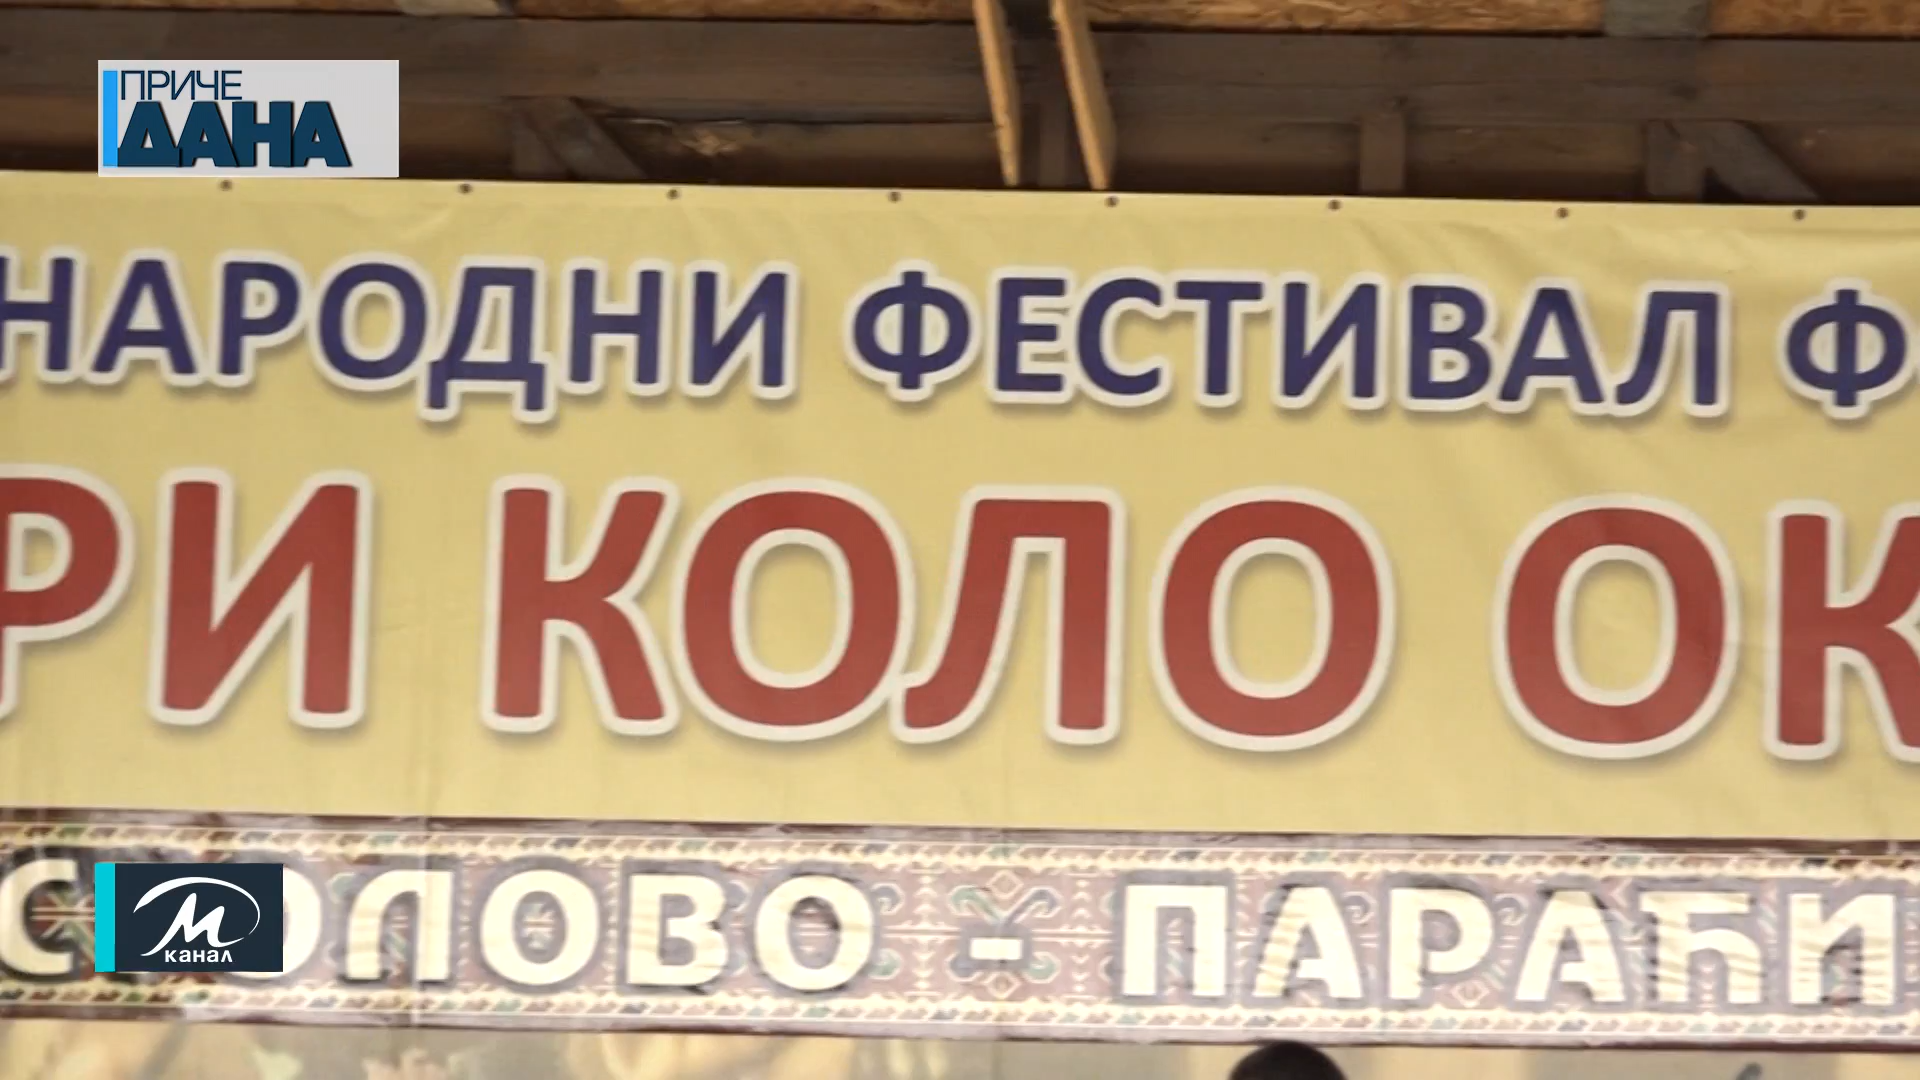 ПРИЧЕ
ДАНА
НАРОДНИ ФЕСТИВАЛ Ф
РИ КОЛО ОК
ОЛОВО - ПАРАЋИ
М
канал